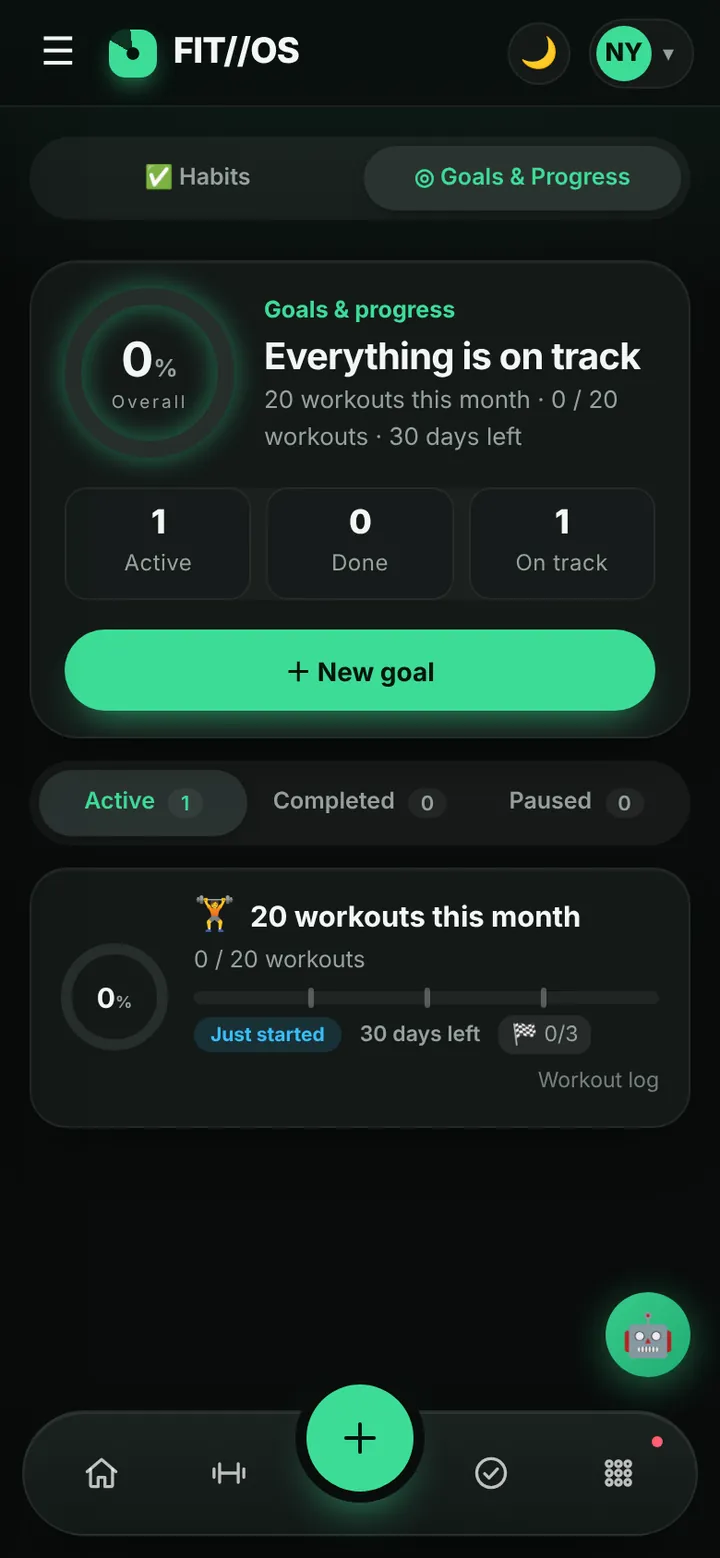 FIT//OS
NY
Habits
Goals & Progress
0%
Overall
Goals & progress
Everything is on track
20 workouts this month · 0 / 20
workouts · 30 days left
1
Active
0
Done
1
On track
+ New goal
Active 1
Completed 0
Paused 0
20 workouts this month
0 / 20 workouts
0%
Just started
30 days left
0/3
Workout log